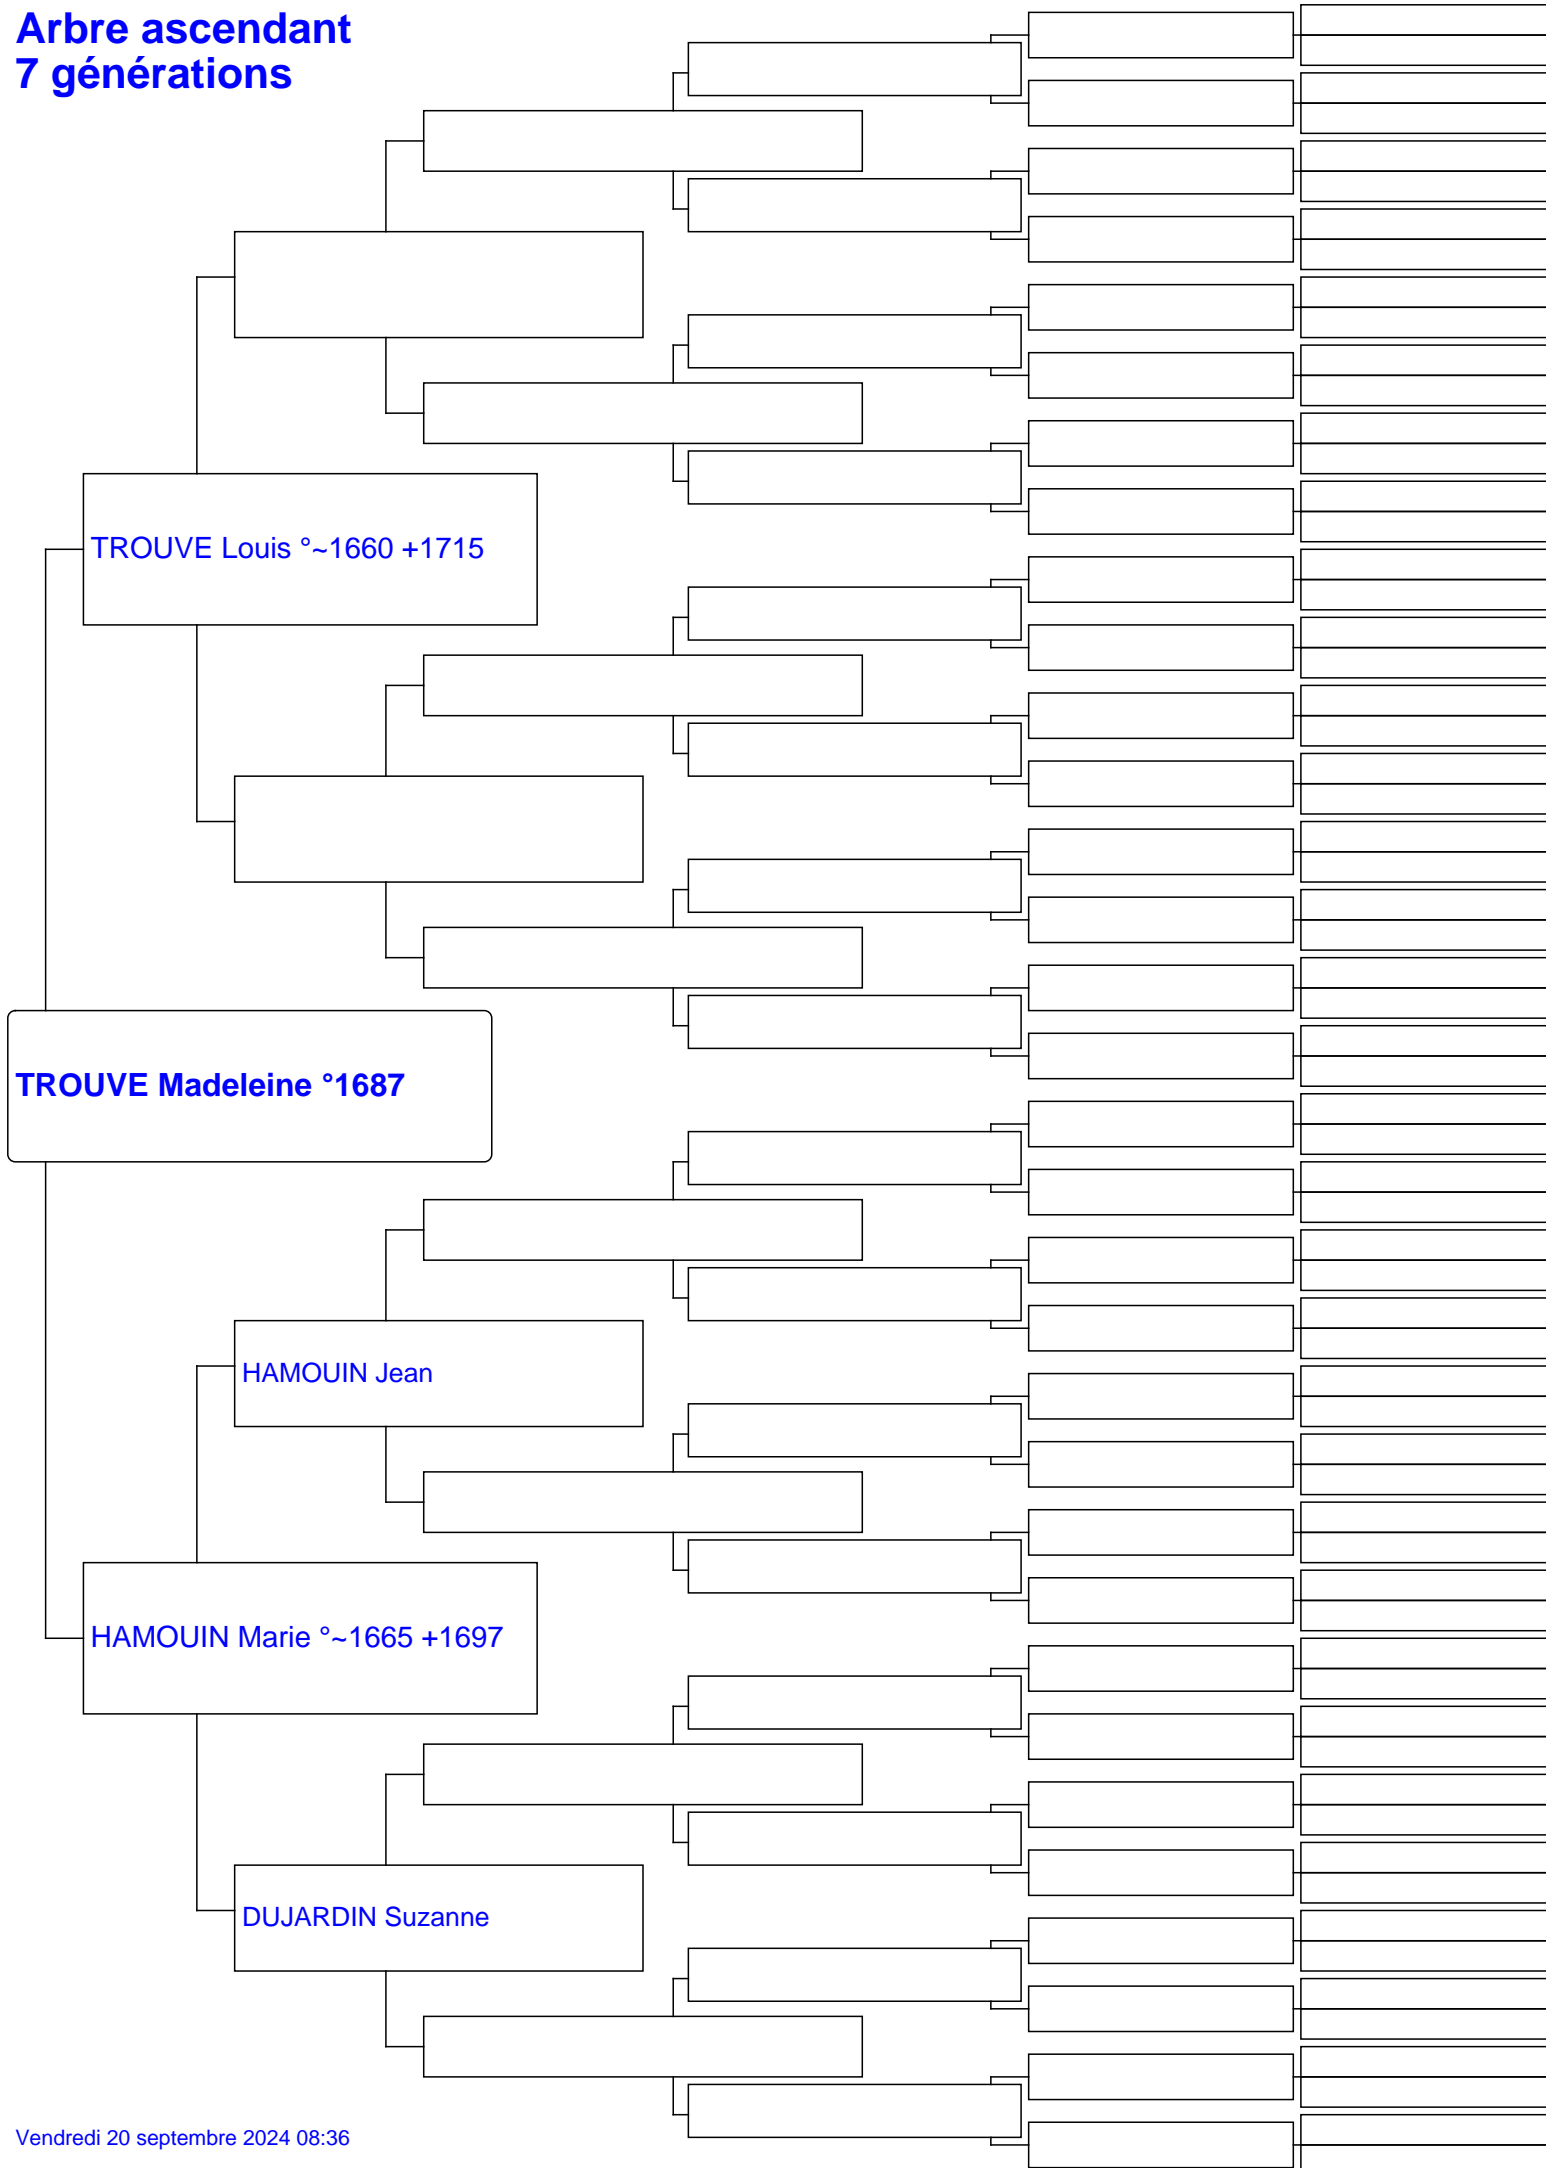 Arbre ascendant
7 générations
TROUVE Louis °~1660 +1715
TROUVE Madeleine °1687
HAMOUIN Jean
HAMOUIN Marie °~1665 +1697
DUJARDIN Suzanne
Vendredi 20 septembre 2024 08:36